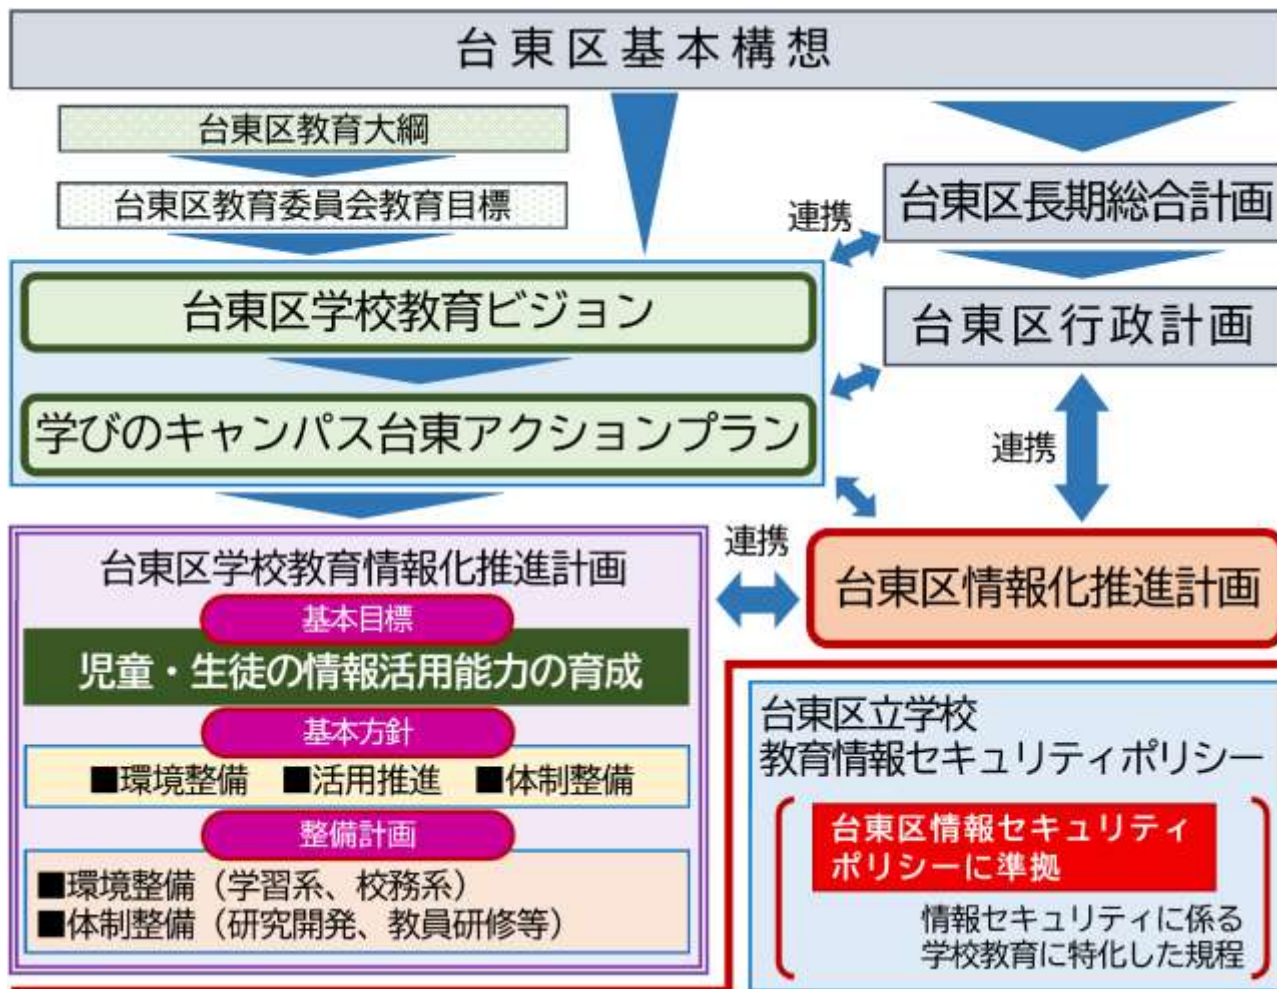 台東区基本構想
台東区教育大綱
台東区教育委員会教育目標
連携
台東区長期総合計画
台東区学校教育ビジョン
台東区行政計画
学びのキャンパス台東アクションプラン
連携
台東区学校教育情報化推進計画
連携
台東区情報化推進計画
基本目標
児童・生徒の情報活用能力の育成
基本方針
■環境整備 ■活用推進 ■体制整備
整備計画
■環境整備（学習系、校務系）
■体制整備（研究開発、教員研修等）
台東区立学校
教育情報セキュリティポリシー
台東区情報セキュリティ
ポリシーに準拠
情報セキュリティに係る
学校教育に特化した規程